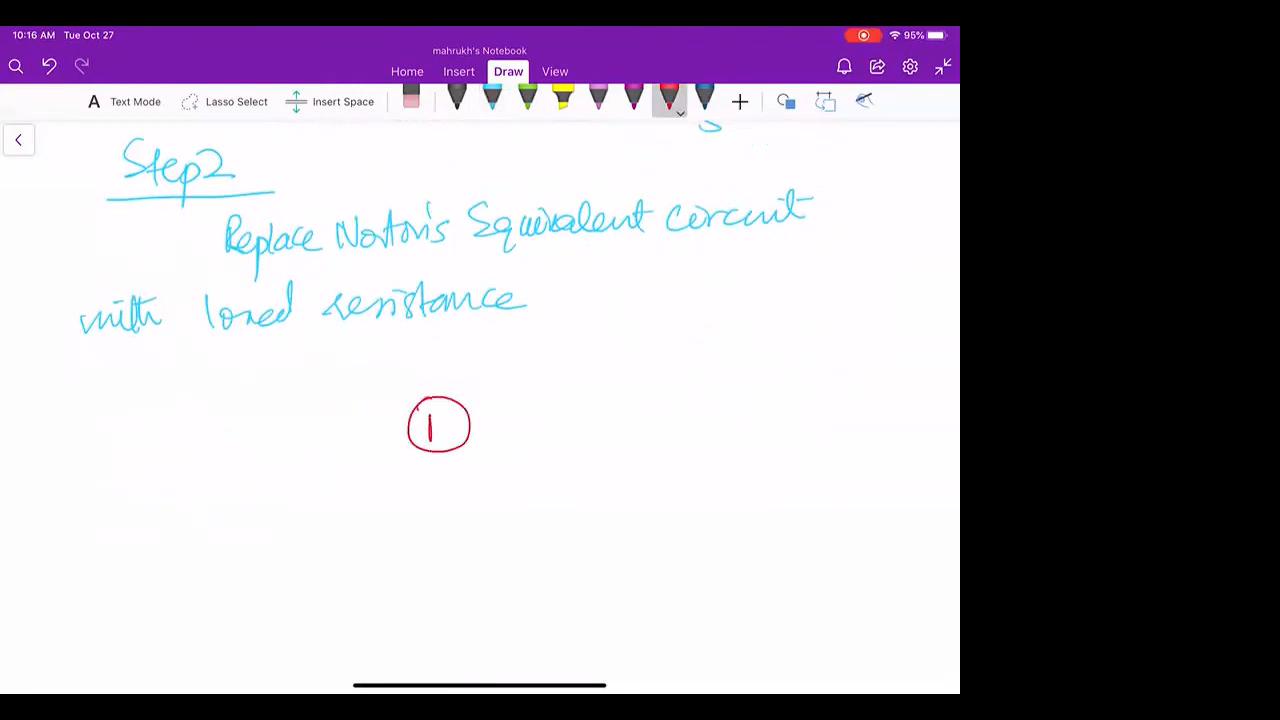 10:16 AM Tue Oct 27
95%
mahrukh's Notebook
Home Insert Draw View
Text Mode Lasso Select Insert Space
Step2
Replace Norton's Equivalent circuit
with load resistance